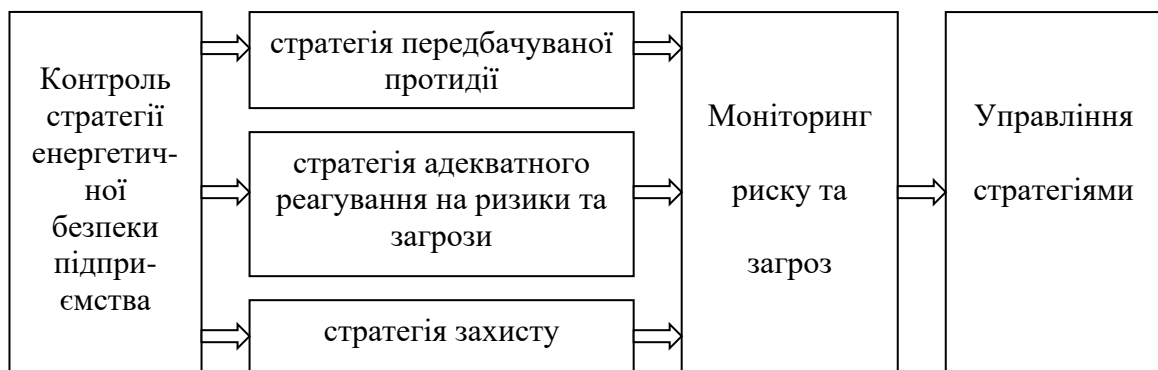 Контроль
стратегії
енергетич-
ної
безпеки
підпри-
ємства
стратегія передбачуваної
протидії
стратегія адекватного
реагування на ризики та
загрози
стратегія захисту
Моніторинг
риску та
загроз
Управління
стратегіями